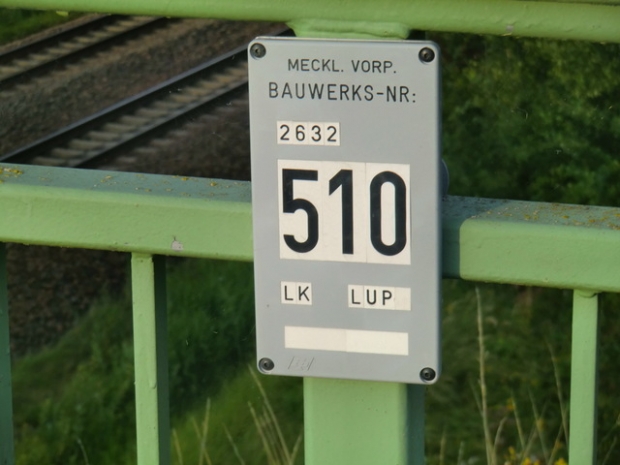 MECKL. VORP.
BAUWERKS-NR:
2632
510
LK LUP